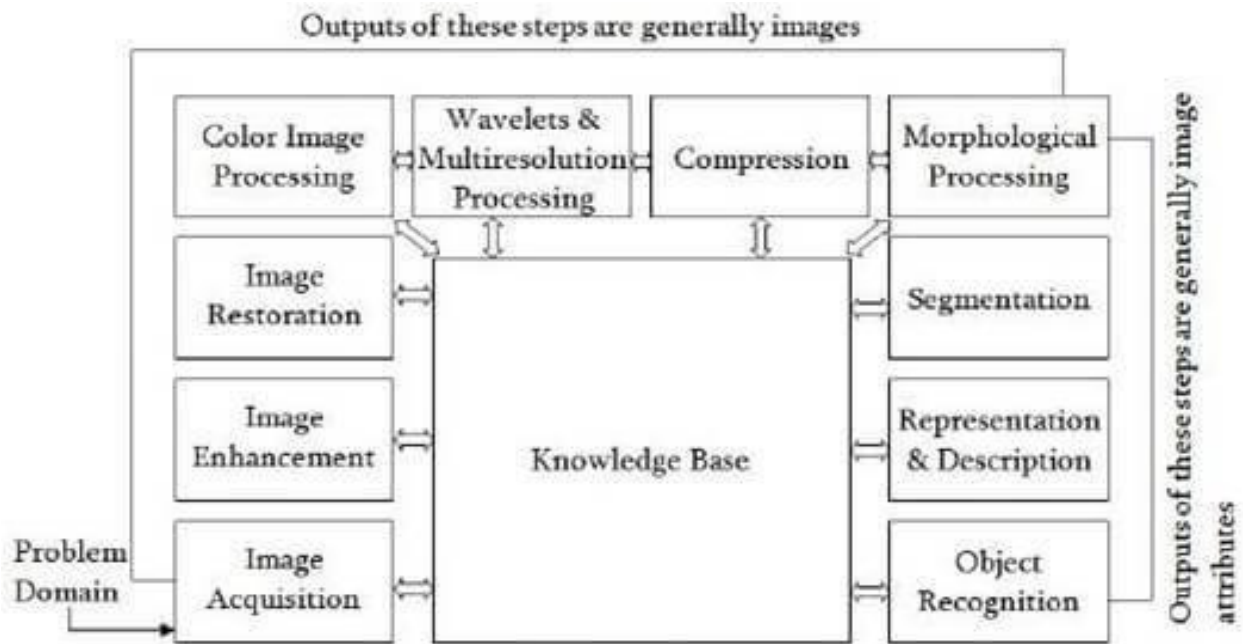 Outputs of these steps are generally images
Color Image
Processing
Wavelets &
Multiresolution
Processing
Compression
Morphological
Processing
Image
Restoration
Segmentation
Image
Enhancement
Knowledge Base
Representation
& Description
Problem
Domain
Image
Acquisition
Object
Recognition
Outputs of these steps are generally image
attributes